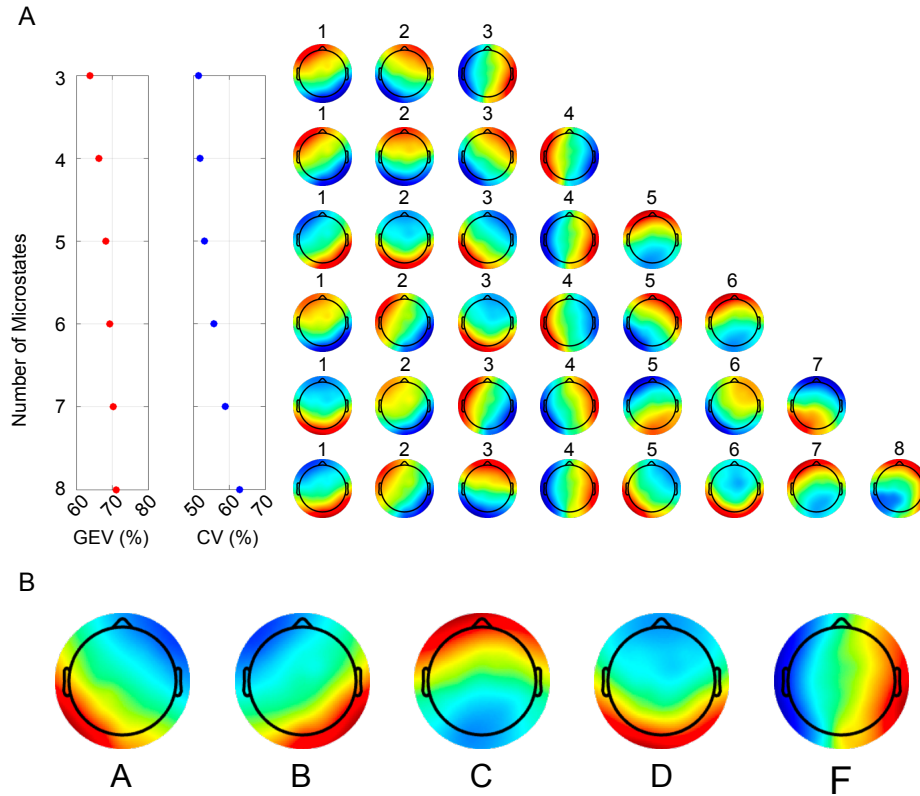 A
1 2 3
3
1 2 3 4
4
1 2 3 4 5
5
1 2 3 4 5 6
6
1 2 3 4 5 6 7
7
1 2 3 4 5 6 7 8
8
Number of Microstates
60 70 80
50 60 70
GEV (%)
CV (%)
B
A B C D F